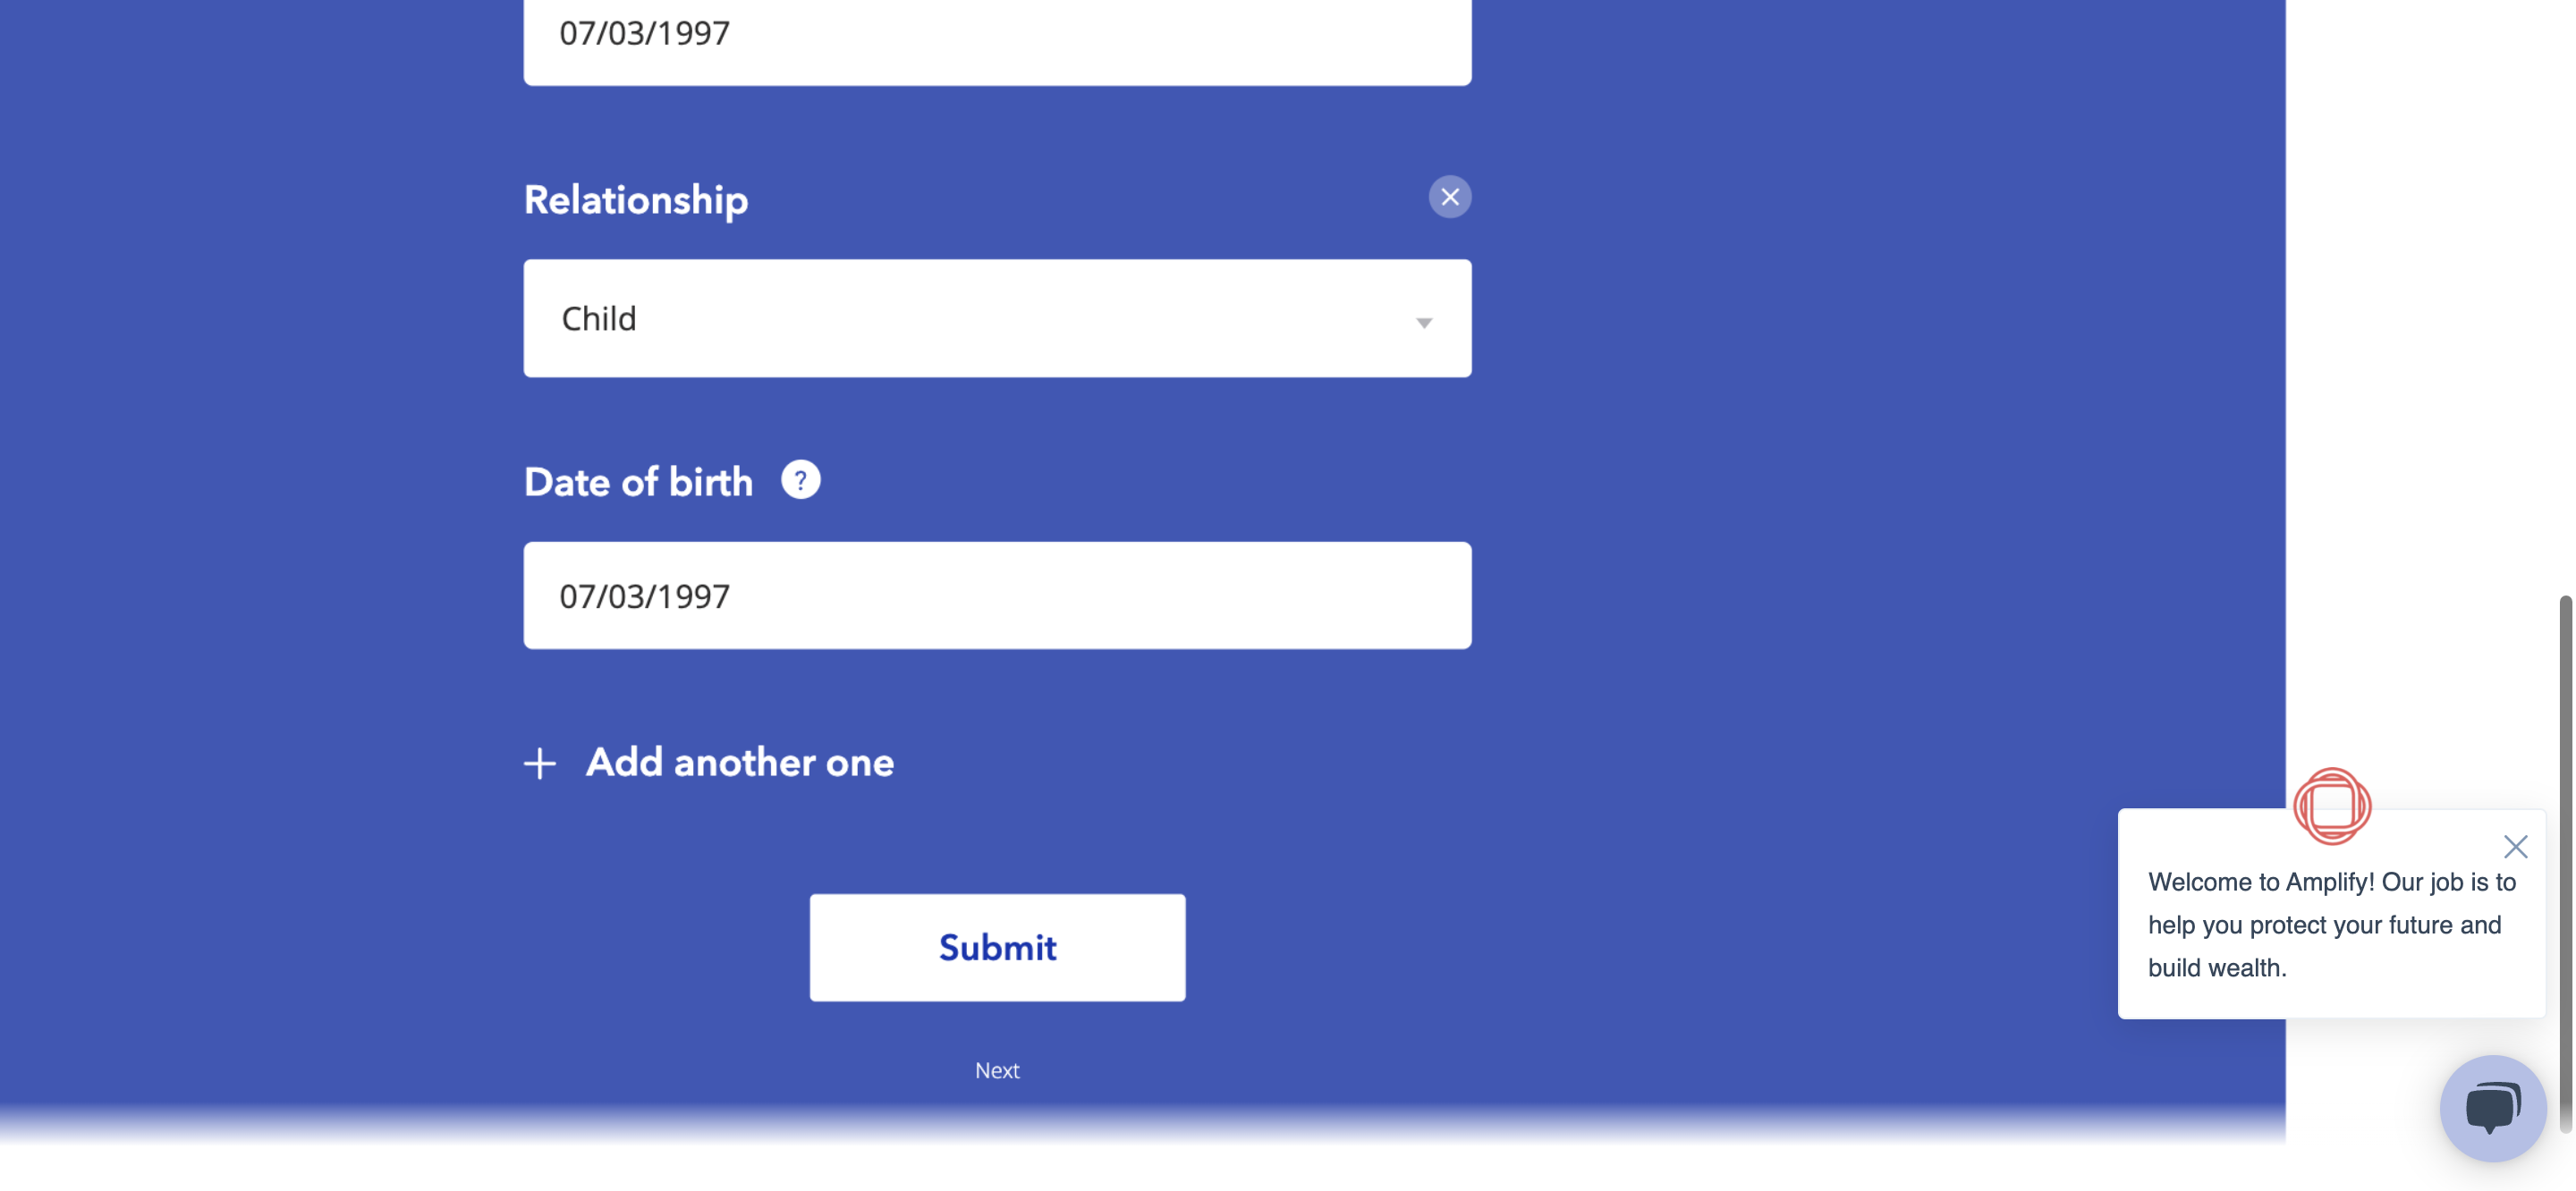 07/03/1997
Relationship
Child
Date of birth ?
07/03/1997
+ Add another one
Submit
Next
Welcome to Amplify! Our job is to
help you protect your future and
build wealth.